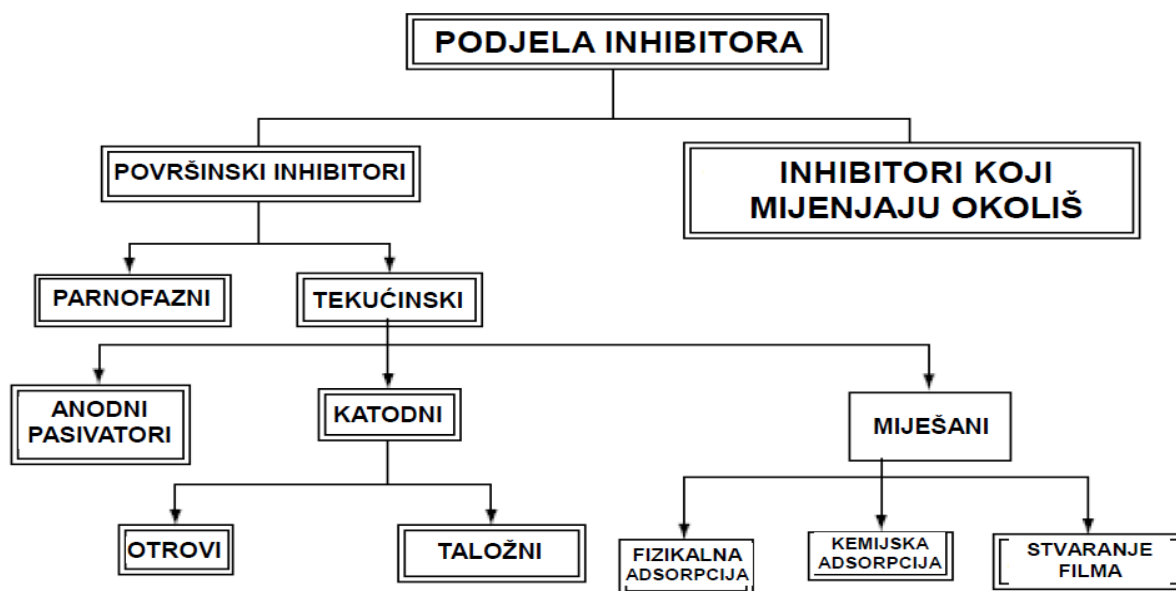 PODJELA INHIBITORA
POVRŠINSKI INHIBITORI
INHIBITORI KOJI
MIJENJAJU OKOLIŠ
PARNOFAZNI
TEKUĆINSKI
ANODNI
PASIVATORI
KATODNI
MIJEŠANI
OTROVI
TALOŽNI
FIZIKALNA
ADSORPCIJA
KEMIJSKA
ADSORPCIJA
STVARANJE
FILMA